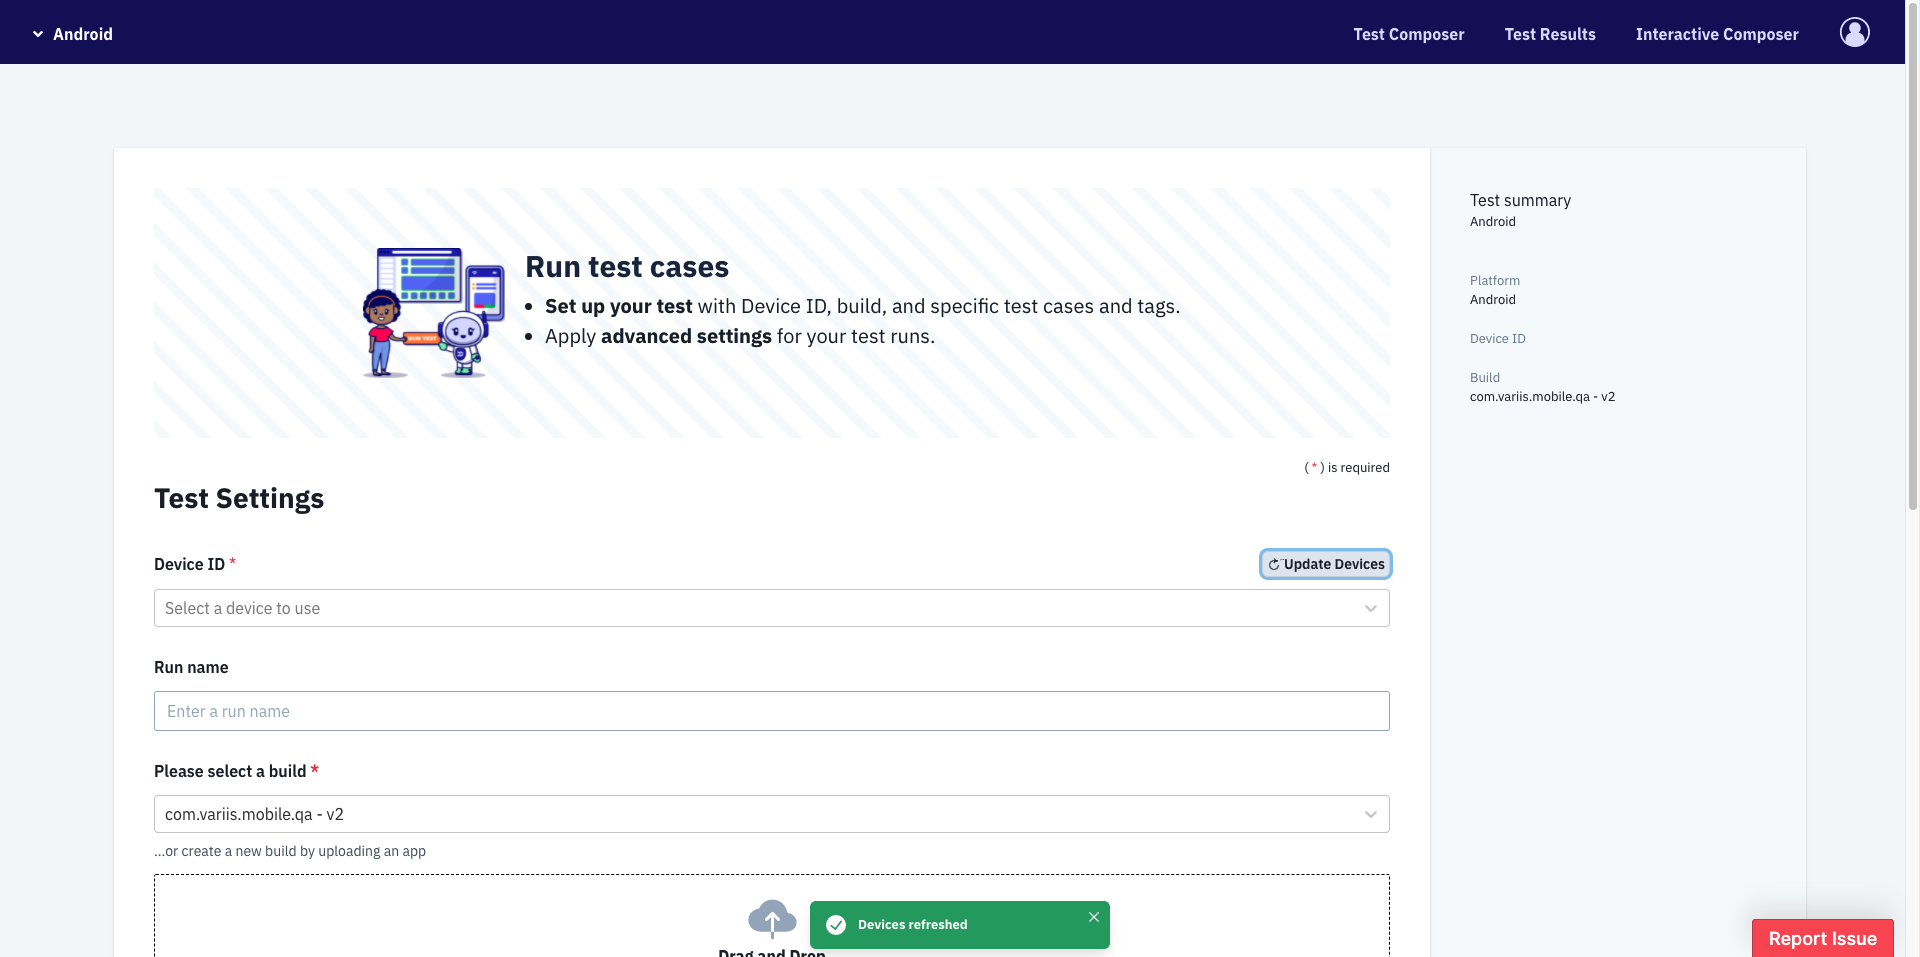 Android
Test Composer
Test Results
Interactive Composer
Run test cases
Set up your test with Device ID, build, and specific test cases and tags.
Apply advanced settings for your test runs.
RUN TEST
( * ) is required
Test Settings
Device ID *
Update Devices
Select a device to use
Run name
Enter a run name
Please select a build *
com.variis.mobile.qa - v2
...or create a new build by uploading an app
Drag and Drop
Devices refreshed
Test summary
Android
Platform
Android
Device ID
Build
com.variis.mobile.qa - v2
Report Issue